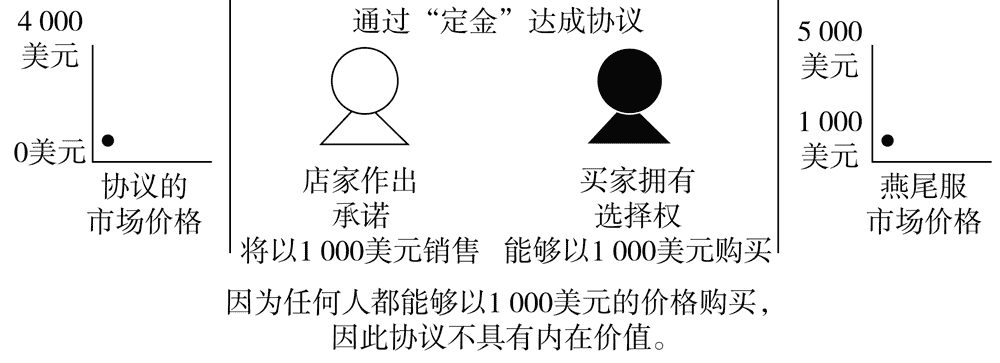 通过“定金”达成协议
4 000
美元
0美元
协议的
市场价格
店家作出
承诺
将以1 000美元销售
买家拥有
选择权
能够以1 000美元购买
5 000
美元
1 000
美元
燕尾服
市场价格
因为任何人都能够以1 000美元的价格购买，
因此协议不具有内在价值。